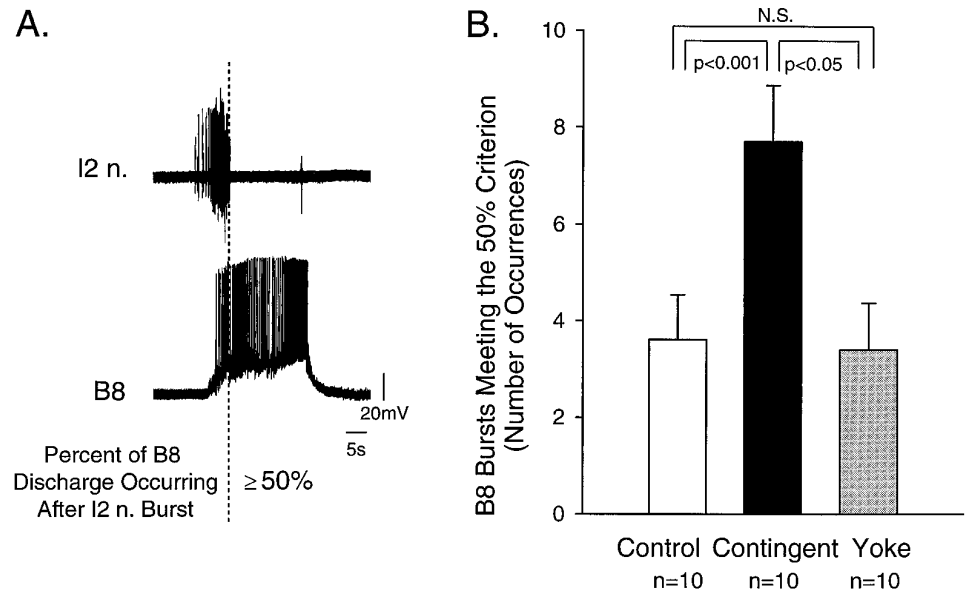 A.
I2 n.
B8
20mV
5s
Percent of B8
Discharge Occurring
After I2 n. Burst
≥50%
B.
B8 Bursts Meeting the 50% Criterion
(Number of Occurrences)
10
8
6
4
2
0
N.S.
p<0.001
p<0.05
Control Contingent Yoke
n=10 n=10 n=10